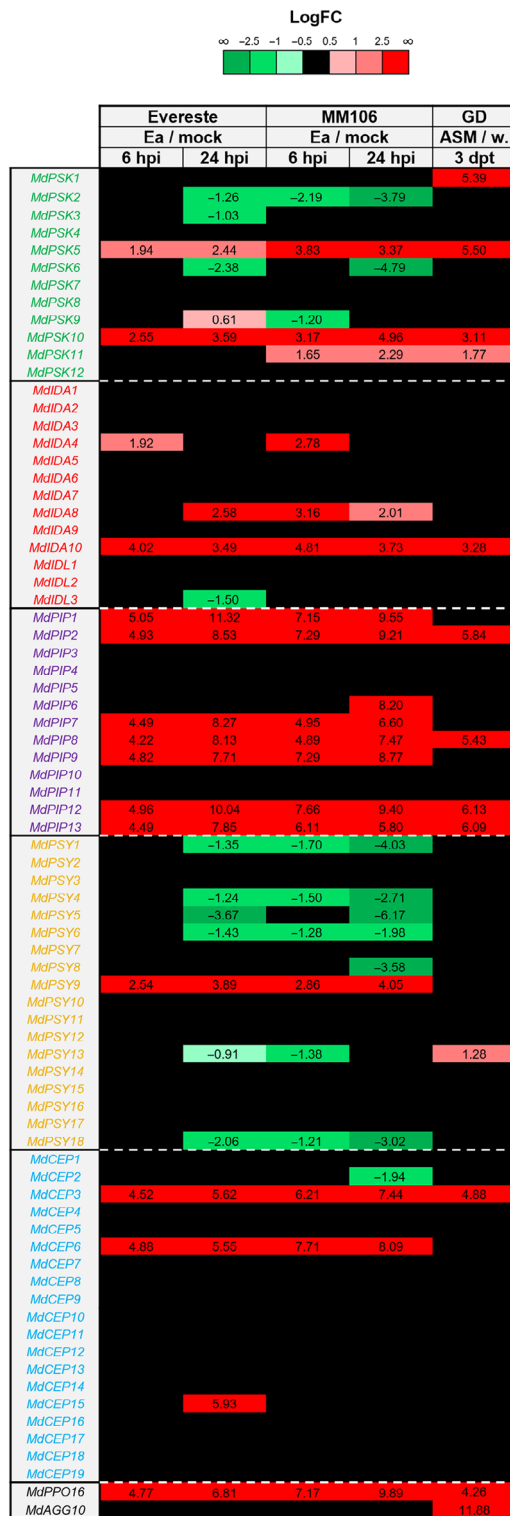 LogFC
∞ −2.5 −1 −0.5 0.5 1 2.5 ∞
Evereste MM106 GD
Ea / mock Ea / mock ASM / w.
6 hpi 24 hpi 6 hpi 24 hpi 3 dpt
MdPSK1 5.39
MdPSK2 −1.26 −2.19 −3.79
MdPSK3 −1.03
MdPSK4
MdPSK5 1.94 2.44 3.83 3.37 5.50
MdPSK6 −2.38 −4.79
MdPSK7
MdPSK8
MdPSK9 0.61 −1.20
MdPSK10 2.55 3.59 3.17 4.96 3.11
MdPSK11 1.65 2.29 1.77
MdPSK12
MdIDA1
MdIDA2
MdIDA3
MdIDA4 1.92 2.78
MdIDA5
MdIDA6
MdIDA7
MdIDA8 2.58 3.16 2.01
MdIDA9
MdIDA10 4.02 3.49 4.81 3.73 3.28
MdIDL1
MdIDL2
MdIDL3 −1.50
MdPIP1 5.05 11.32 7.15 9.55
MdPIP2 4.93 8.53 7.29 9.21 5.84
MdPIP3
MdPIP4
MdPIP5
MdPIP6 8.20
MdPIP7 4.49 8.27 4.95 6.60
MdPIP8 4.22 8.13 4.89 7.47 5.43
MdPIP9 4.82 7.71 7.29 8.77
MdPIP10
MdPIP11
MdPIP12 4.96 10.04 7.66 9.40 6.13
MdPIP13 4.49 7.85 6.11 5.80 6.09
MdPSY1 −1.35 −1.70 −4.03
MdPSY2
MdPSY3
MdPSY4 −1.24 −1.50 −2.71
MdPSY5 −3.67 −6.17
MdPSY6 −1.43 −1.28 −1.98
MdPSY7
MdPSY8 −3.58
MdPSY9 2.54 3.89 2.86 4.05
MdPSY10
MdPSY11
MdPSY12
MdPSY13 −0.91 −1.38 1.28
MdPSY14
MdPSY15
MdPSY16
MdPSY17
MdPSY18 −2.06 −1.21 −3.02
MdCEP1
MdCEP2 −1.94
MdCEP3 4.52 5.62 6.21 7.44 4.88
MdCEP4
MdCEP5
MdCEP6 4.88 5.55 7.71 8.09
MdCEP7
MdCEP8
MdCEP9
MdCEP10
MdCEP11
MdCEP12
MdCEP13
MdCEP14
MdCEP15 5.93
MdCEP16
MdCEP17
MdCEP18
MdCEP19
MdPPO16 4.77 6.81 7.17 9.89 4.26
MdAGG10 11.88